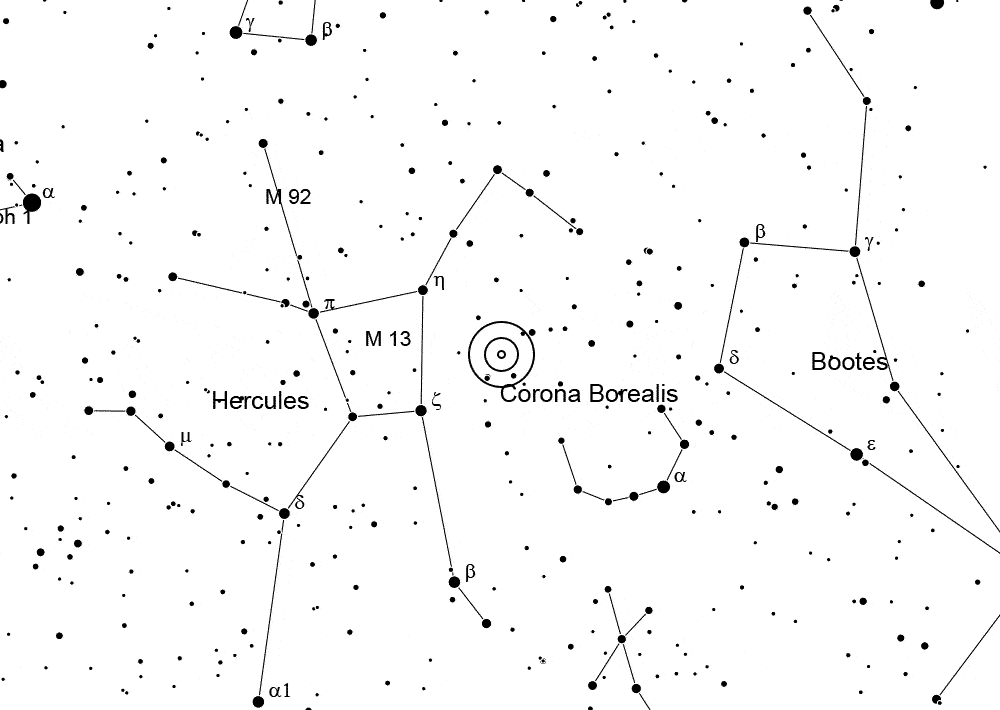 γ
β
α
M 92
β
γ
η
π
M 13
δ
Bootes
Hercules
ζ
Corona Borealis
μ
ε
α
δ
β
α1